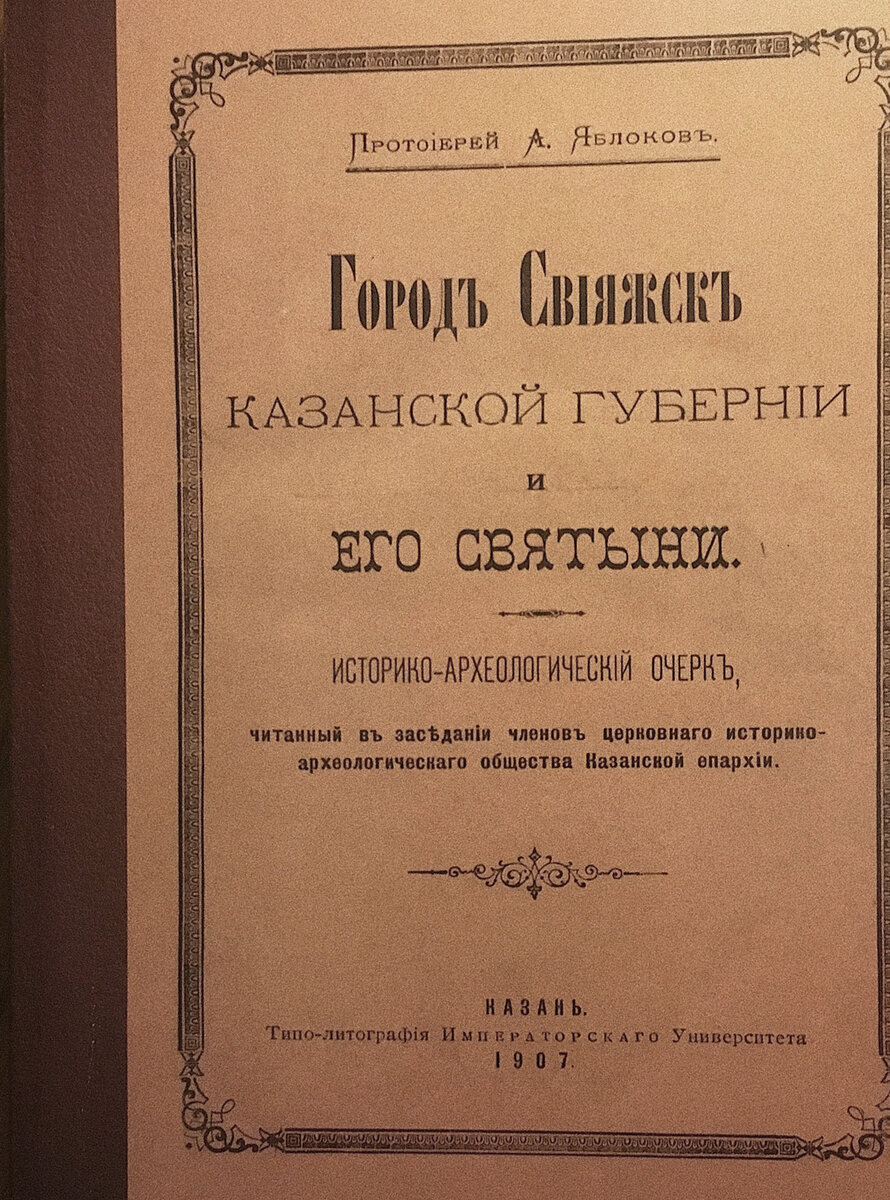 Протоіерей А. Яблоковъ.
Городъ Свіяжскъ
КАЗАНСКОЙ ГУБЕРНІИ
и
ЕГО СВЯТЫНИ.
ИСТОРИКО-АРХЕОЛОГИЧЕСКІЙ ОЧЕРКЪ,
читанный въ засѣданіи членовъ церковнаго историко-
археологическаго общества Казанской епархіи.
КАЗАНЬ.
Типо-литографія Императорскаго Университета
1907.